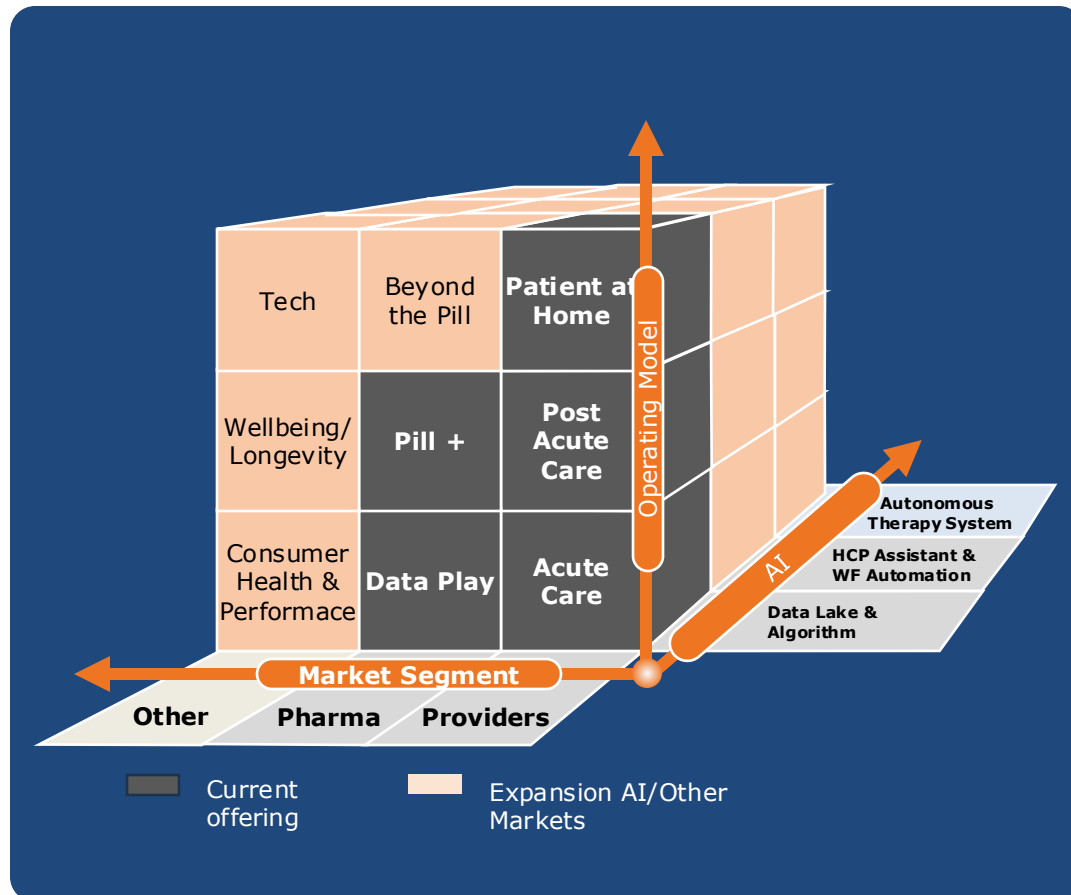 Tech
Beyond
the Pill
Patient at
Home
Wellbeing/
Longevity
Pill +
Post
Acute
Care
Consumer
Health &
Performace
Data Play
Acute
Care
Operating Model
AI
Autonomous
Therapy System
HCP Assistant &
WF Automation
Data Lake &
Algorithm
Market Segment
Other
Pharma
Providers
Current
offering
Expansion AI/Other
Markets